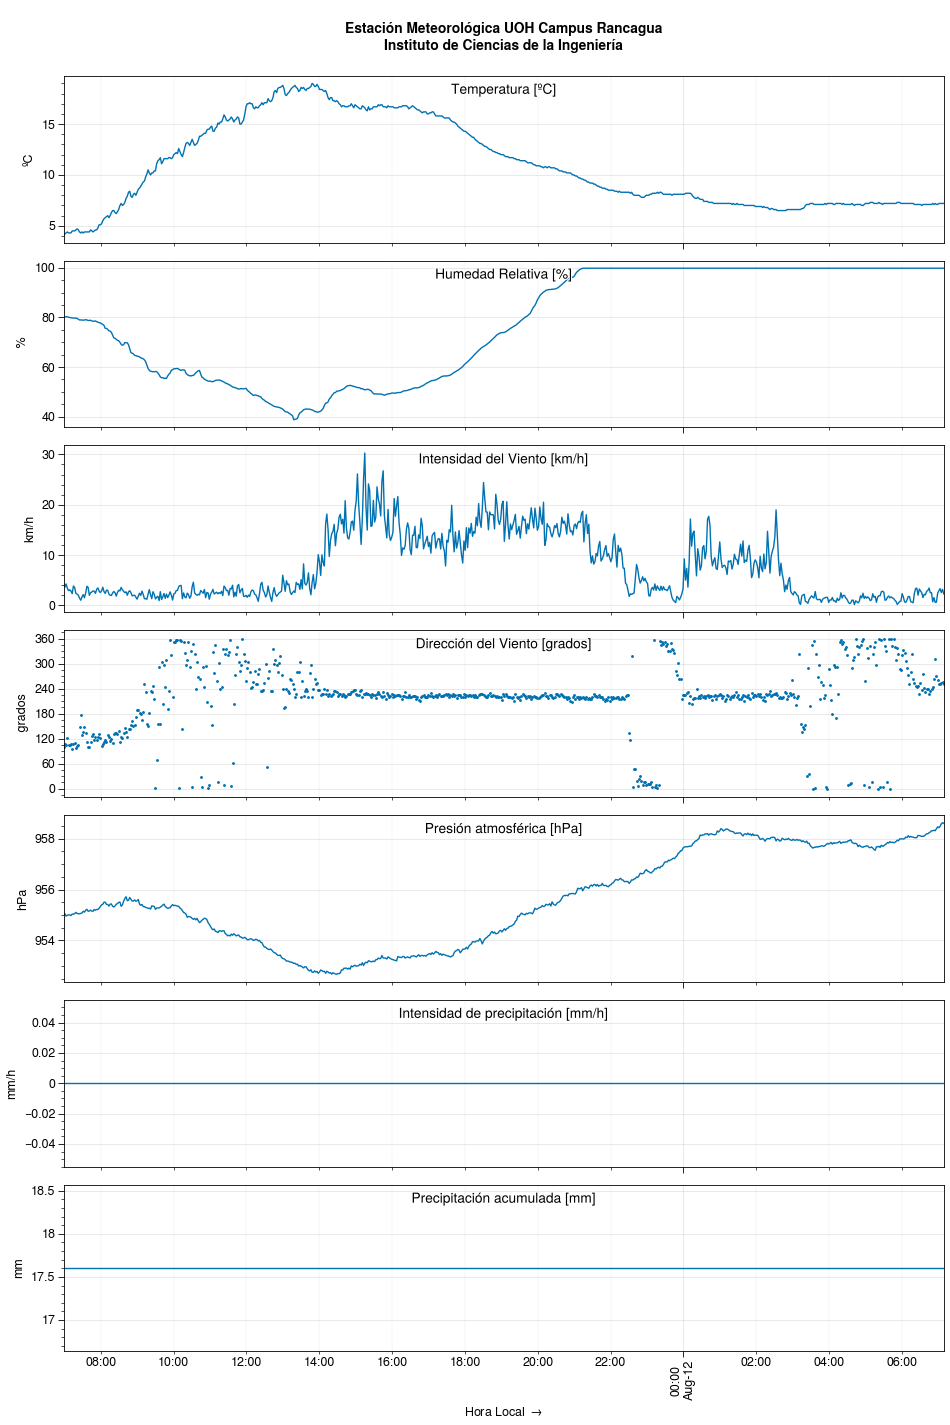 Estación Meteorológica UOH Campus Rancagua
Instituto de Ciencias de la Ingeniería
Temperatura [ºC]
ºC
15
10
5
Humedad Relativa [%]
%
100
80
60
40
Intensidad del Viento [km/h]
km/h
30
20
10
0
Dirección del Viento [grados]
grados
360
300
240
180
120
60
0
Presión atmosférica [hPa]
hPa
958
956
954
Intensidad de precipitación [mm/h]
mm/h
0.04
0.02
0
−0.02
−0.04
Precipitación acumulada [mm]
mm
18.5
18
17.5
17
08:00 10:00 12:00 14:00 16:00 18:00 20:00 22:00 00:00 02:00 04:00 06:00
Aug-12
Hora Local →